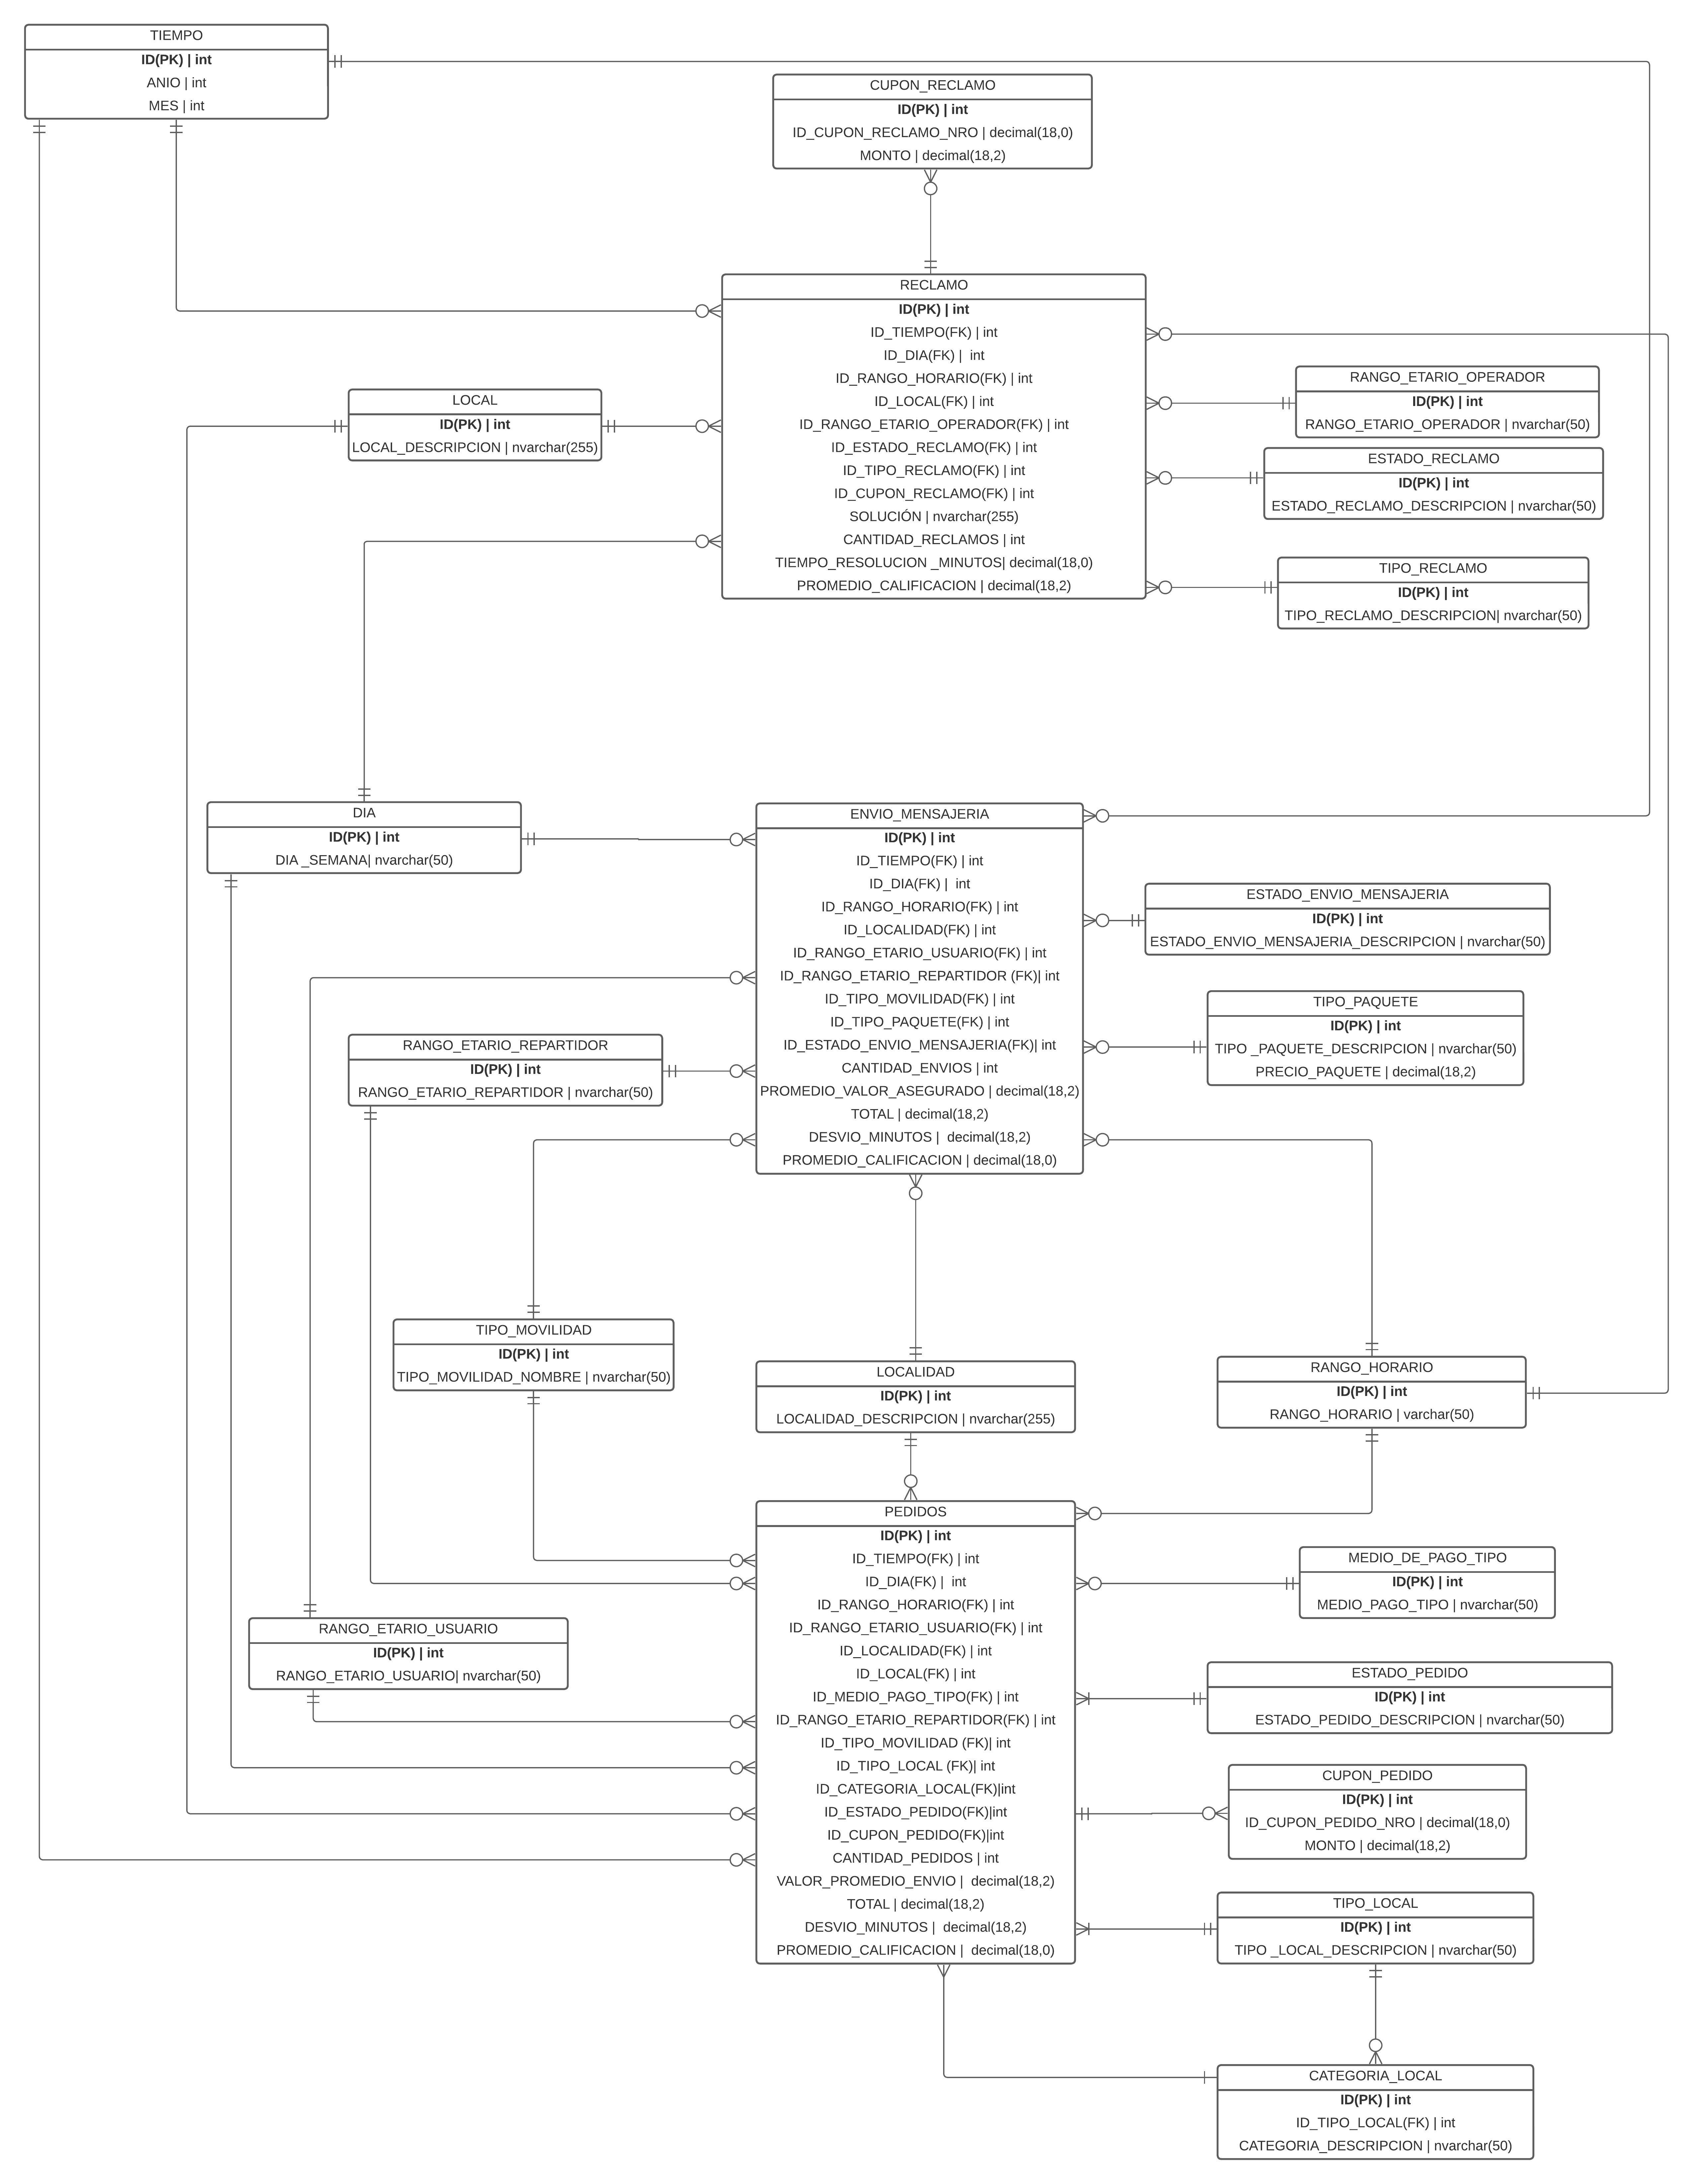 TIEMPO
ID(PK) | int
ANIO | int
MES | int
CUPON_RECLAMO
ID(PK) | int
ID_CUPON_RECLAMO_NRO | decimal(18,0)
MONTO | decimal(18,2)
RECLAMO
ID(PK) | int
ID_TIEMPO(FK) | int
ID_DIA(FK) | int
ID_RANGO_HORARIO(FK) | int
ID_LOCAL(FK) | int
ID_RANGO_ETARIO_OPERADOR(FK) | int
ID_ESTADO_RECLAMO(FK) | int
ID_TIPO_RECLAMO(FK) | int
ID_CUPON_RECLAMO(FK) | int
SOLUCIÓN | nvarchar(255)
CANTIDAD_RECLAMOS | int
TIEMPO_RESOLUCION _MINUTOS| decimal(18,0)
PROMEDIO_CALIFICACION | decimal(18,2)
RANGO_ETARIO_OPERADOR
ID(PK) | int
RANGO_ETARIO_OPERADOR | nvarchar(50)
LOCAL
ID(PK) | int
LOCAL_DESCRIPCION | nvarchar(255)
ESTADO_RECLAMO
ID(PK) | int
ESTADO_RECLAMO_DESCRIPCION | nvarchar(50)
TIPO_RECLAMO
ID(PK) | int
TIPO_RECLAMO_DESCRIPCION| nvarchar(50)
DIA
ID(PK) | int
DIA _SEMANA| nvarchar(50)
ENVIO_MENSAJERIA
ID(PK) | int
ID_TIEMPO(FK) | int
ID_DIA(FK) | int
ID_RANGO_HORARIO(FK) | int
ID_LOCALIDAD(FK) | int
ID_RANGO_ETARIO_USUARIO(FK) | int
ID_RANGO_ETARIO_REPARTIDOR (FK)| int
ID_TIPO_MOVILIDAD(FK) | int
ID_TIPO_PAQUETE(FK) | int
ID_ESTADO_ENVIO_MENSAJERIA(FK)| int
CANTIDAD_ENVIOS | int
PROMEDIO_VALOR_ASEGURADO | decimal(18,2)
TOTAL | decimal(18,2)
DESVIO_MINUTOS | decimal(18,2)
PROMEDIO_CALIFICACION | decimal(18,0)
ESTADO_ENVIO_MENSAJERIA
ID(PK) | int
ESTADO_ENVIO_MENSAJERIA_DESCRIPCION | nvarchar(50)
TIPO_PAQUETE
ID(PK) | int
TIPO _PAQUETE_DESCRIPCION | nvarchar(50)
PRECIO_PAQUETE | decimal(18,2)
RANGO_ETARIO_REPARTIDOR
ID(PK) | int
RANGO_ETARIO_REPARTIDOR | nvarchar(50)
TIPO_MOVILIDAD
ID(PK) | int
TIPO_MOVILIDAD_NOMBRE | nvarchar(50)
LOCALIDAD
ID(PK) | int
LOCALIDAD_DESCRIPCION | nvarchar(255)
RANGO_HORARIO
ID(PK) | int
RANGO_HORARIO | varchar(50)
PEDIDOS
ID(PK) | int
ID_TIEMPO(FK) | int
ID_DIA(FK) | int
ID_RANGO_HORARIO(FK) | int
ID_RANGO_ETARIO_USUARIO(FK) | int
ID_LOCALIDAD(FK) | int
ID_LOCAL(FK) | int
ID_MEDIO_PAGO_TIPO(FK) | int
ID_RANGO_ETARIO_REPARTIDOR(FK) | int
ID_TIPO_MOVILIDAD (FK)| int
ID_TIPO_LOCAL (FK)| int
ID_CATEGORIA_LOCAL(FK)|int
ID_ESTADO_PEDIDO(FK)|int
ID_CUPON_PEDIDO(FK)|int
CANTIDAD_PEDIDOS | int
VALOR_PROMEDIO_ENVIO | decimal(18,2)
TOTAL | decimal(18,2)
DESVIO_MINUTOS | decimal(18,2)
PROMEDIO_CALIFICACION | decimal(18,0)
MEDIO_DE_PAGO_TIPO
ID(PK) | int
MEDIO_PAGO_TIPO | nvarchar(50)
RANGO_ETARIO_USUARIO
ID(PK) | int
RANGO_ETARIO_USUARIO| nvarchar(50)
ESTADO_PEDIDO
ID(PK) | int
ESTADO_PEDIDO_DESCRIPCION | nvarchar(50)
CUPON_PEDIDO
ID(PK) | int
ID_CUPON_PEDIDO_NRO | decimal(18,0)
MONTO | decimal(18,2)
TIPO_LOCAL
ID(PK) | int
TIPO _LOCAL_DESCRIPCION | nvarchar(50)
CATEGORIA_LOCAL
ID(PK) | int
ID_TIPO_LOCAL(FK) | int
CATEGORIA_DESCRIPCION | nvarchar(50)